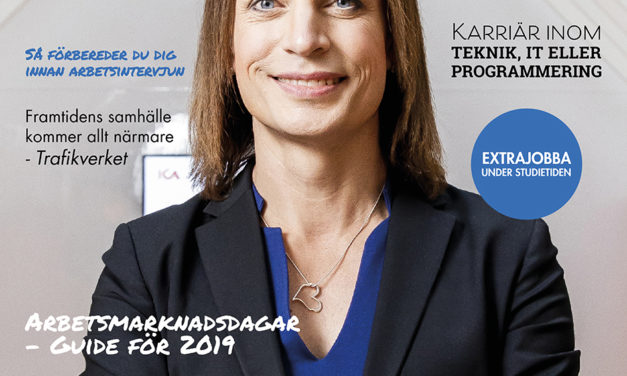 Så förbereder du dig
innan arbetsintervjun
Framtidens samhälle
kommer allt närmare
- Trafikverket
ICA
Karriär inom
teknik, it eller
programmering
EXTRAJOBBA
UNDER STUDIETIDEN
Arbetsmarknadsdagar
– Guide för 2019